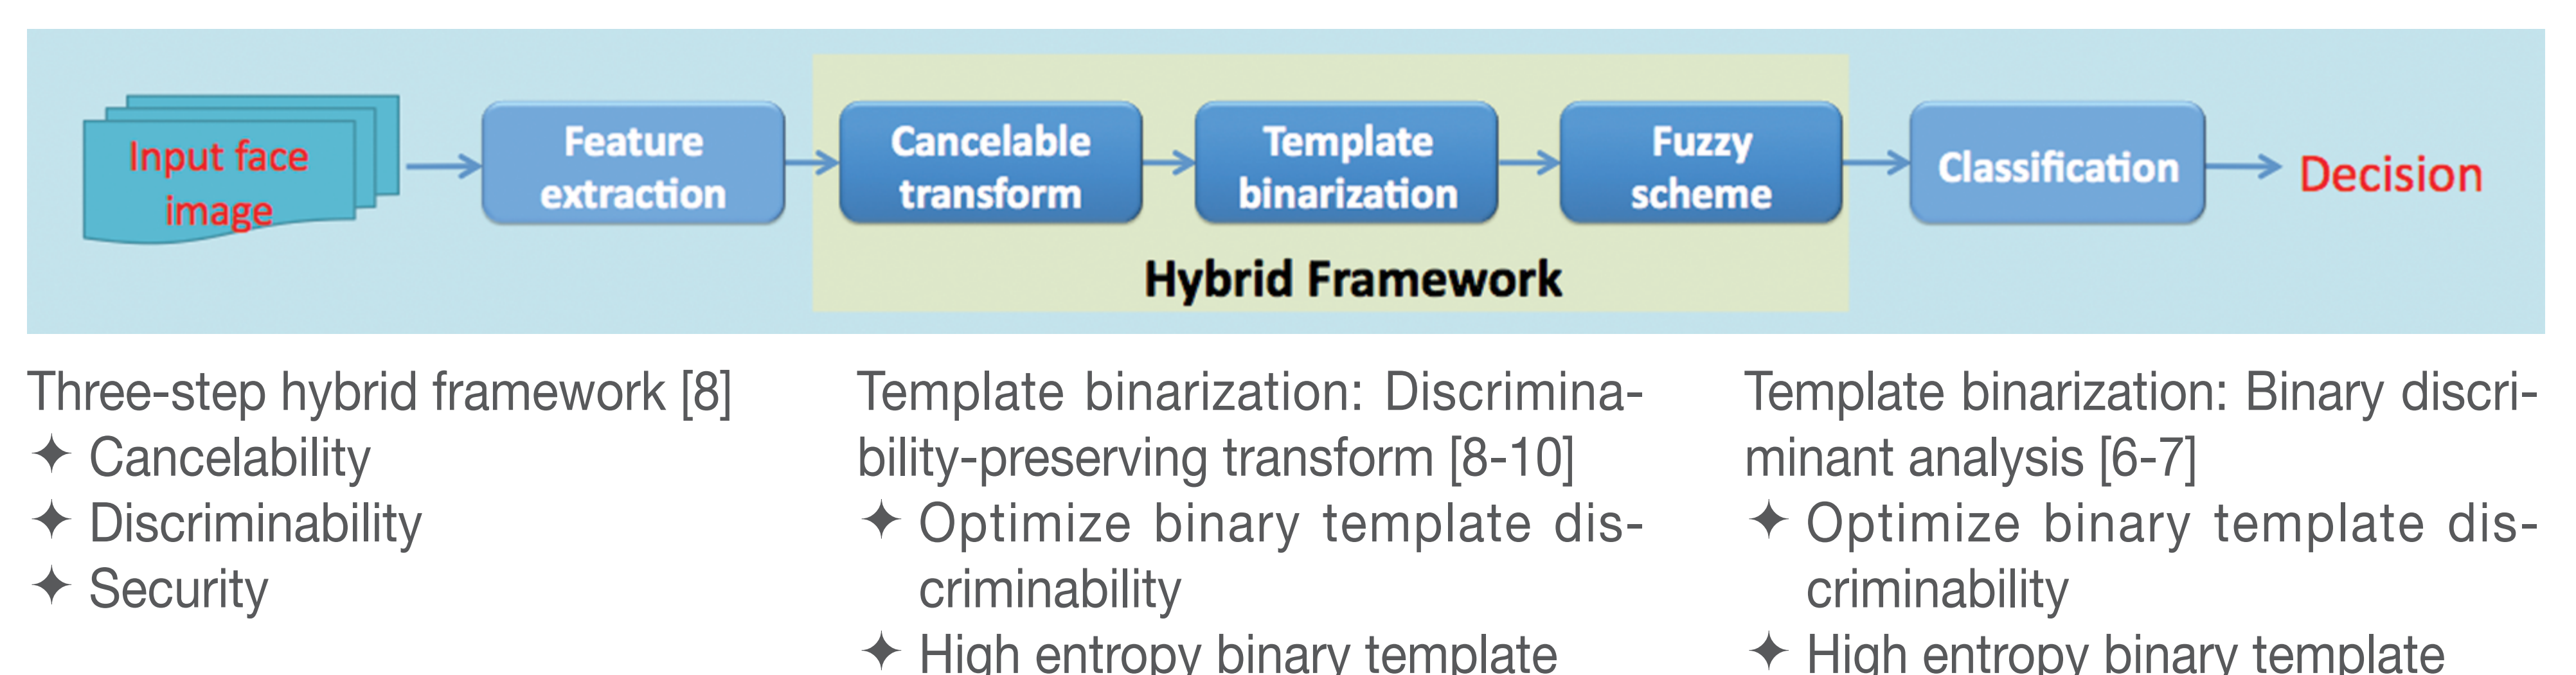 Input face
image
Feature
extraction
Cancelable
transform
Template
binarization
Fuzzy
scheme
Classification
Decision
Hybrid Framework
Three-step hybrid framework [8]
✦ Cancelability
✦ Discriminability
✦ Security
Template binarization: Discrimina-
bility-preserving transform [8-10]
✦ Optimize binary template dis-
criminability
✦ High entropy binary template
Template binarization: Binary discri-
minant analysis [6-7]
✦ Optimize binary template dis-
criminability
✦ High entropy binary template